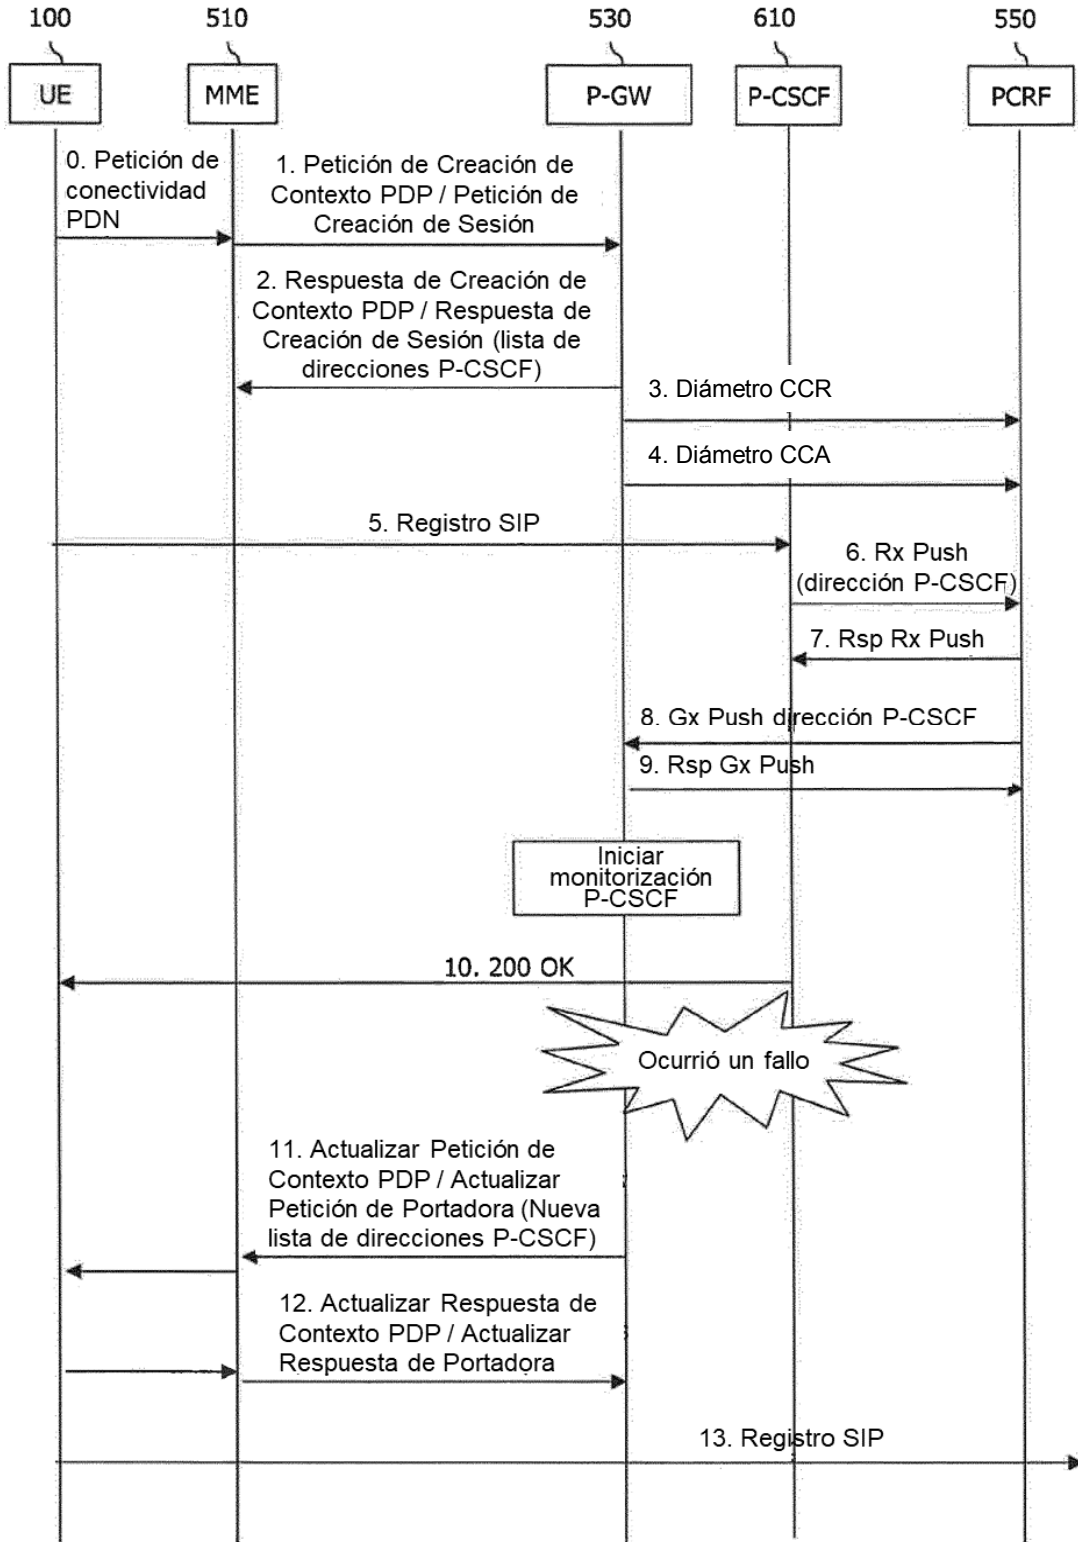 100
510
530
610
550
UE
MME
P-GW
P-CSCF
PCRF
0. Petición de
conectividad
PDN
1. Petición de Creación de
Contexto PDP / Petición de
Creación de Sesión
2. Respuesta de Creación de
Contexto PDP / Respuesta de
Creación de Sesión (lista de
direcciones P-CSCF)
3. Diámetro CCR
4. Diámetro CCA
5. Registro SIP
6. Rx Push
(dirección P-CSCF)
7. Rsp Rx Push
8. Gx Push dirección P-CSCF
9. Rsp Gx Push
Iniciar
monitorización
P-CSCF
10. 200 OK
Ocurrió un fallo
11. Actualizar Petición de
Contexto PDP / Actualizar
Petición de Portadora (Nueva
lista de direcciones P-CSCF)
12. Actualizar Respuesta de
Contexto PDP / Actualizar
Respuesta de Portadora
13. Registro SIP